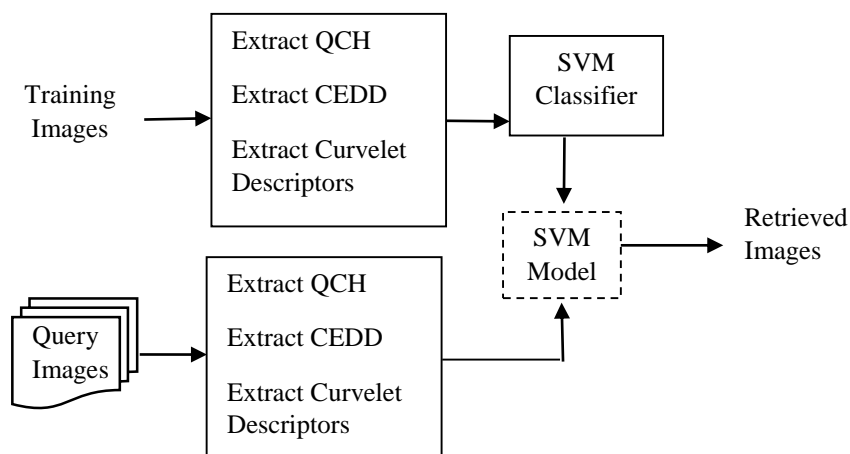 Training
Images
Extract QCH
Extract CEDD
Extract Curvelet
Descriptors
SVM
Classifier
SVM
Model
Retrieved
Images
Query
Images
Extract QCH
Extract CEDD
Extract Curvelet
Descriptors